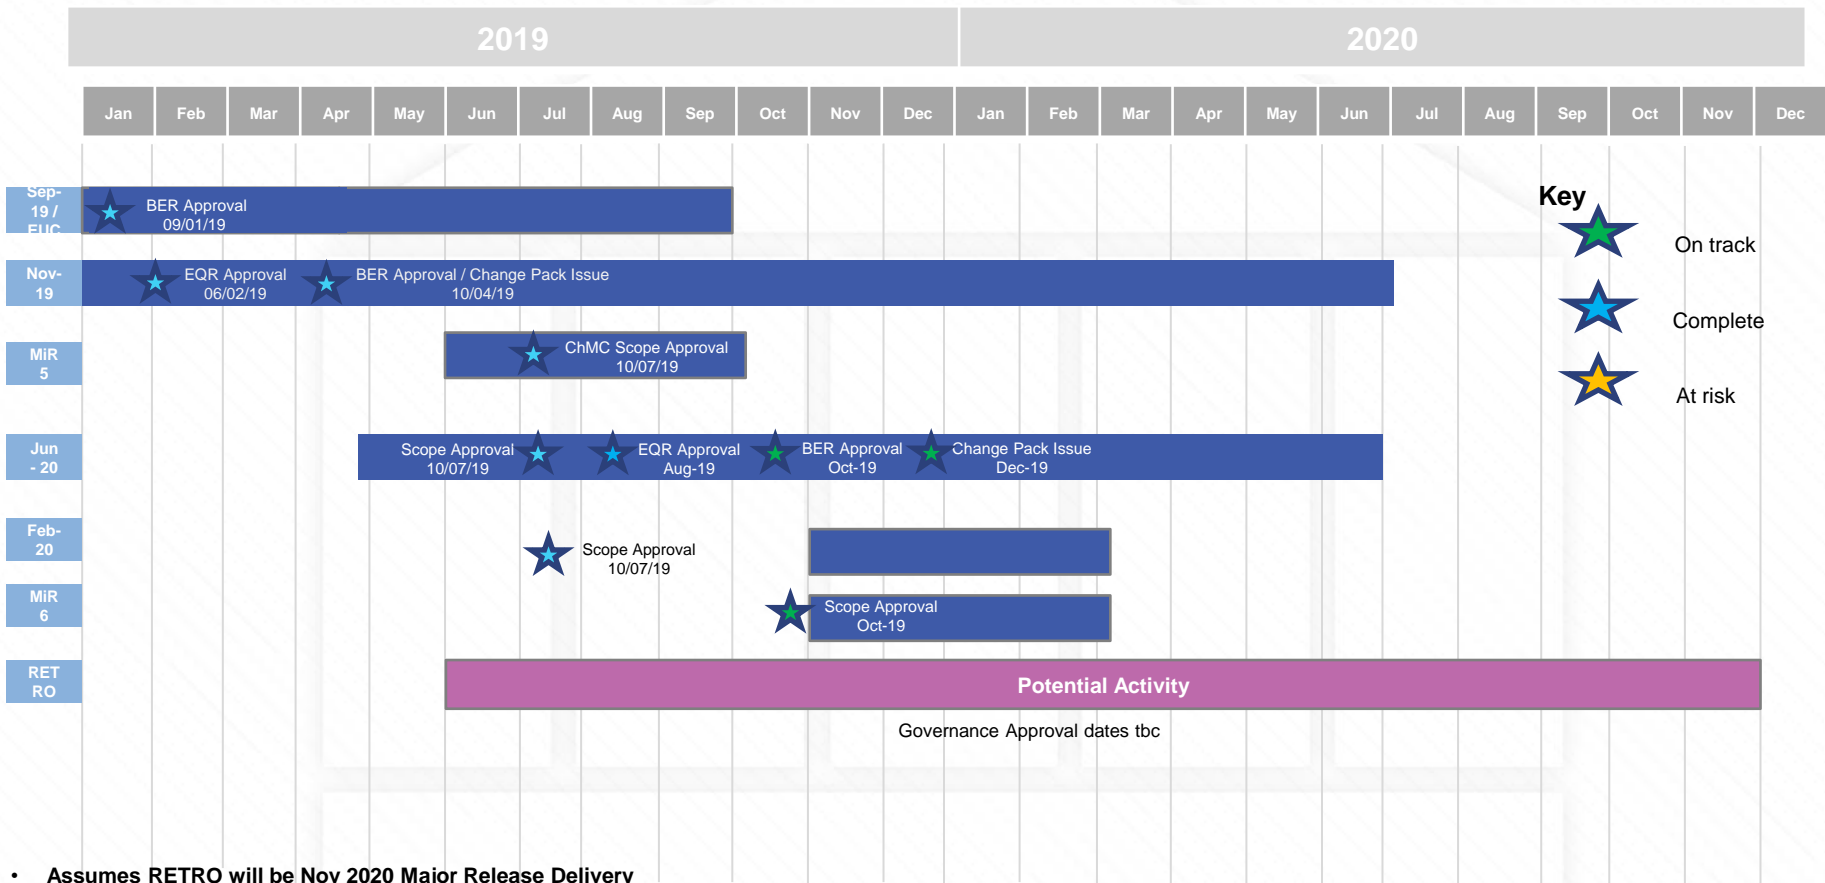 2019
2020
Jan Feb Mar Apr May Jun Jul Aug Sep Oct Nov Dec Jan Feb Mar Apr May Jun Jul Aug Sep Oct Nov Dec
Sep-
19 /
EUC
BER Approval
09/01/19
Key
On track
Complete
At risk
Nov-
19
EQR Approval
06/02/19
BER Approval / Change Pack Issue
10/04/19
MiR
5
ChMC Scope Approval
10/07/19
Jun
- 20
Scope Approval
10/07/19
EQR Approval
Aug-19
BER Approval
Oct-19
Change Pack Issue
Dec-19
Feb-
20
Scope Approval
10/07/19
MiR
6
Scope Approval
Oct-19
RET
RO
Potential Activity
Governance Approval dates tbc
• Assumes RETRO will be Nov 2020 Major Release Delivery